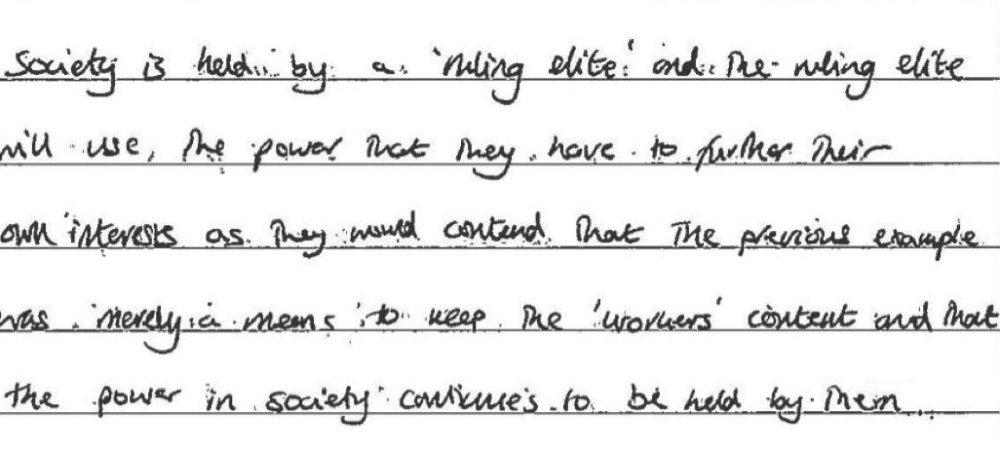 society is held by a 'ruling elite' and the ruling elite
will use, the power that they have to further their
own interests as they would contend that the previous example
was merely a means to keep the 'workers' content and that
the power in society continues to be held by them.